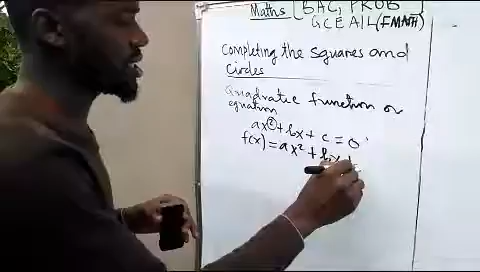 Maths [BAC, PROB
GCE A/L (FMATH)
Completing the squares and
circles
Quadratic function or
equation
ax²+bx+c=0
f(x)=ax²+bx+